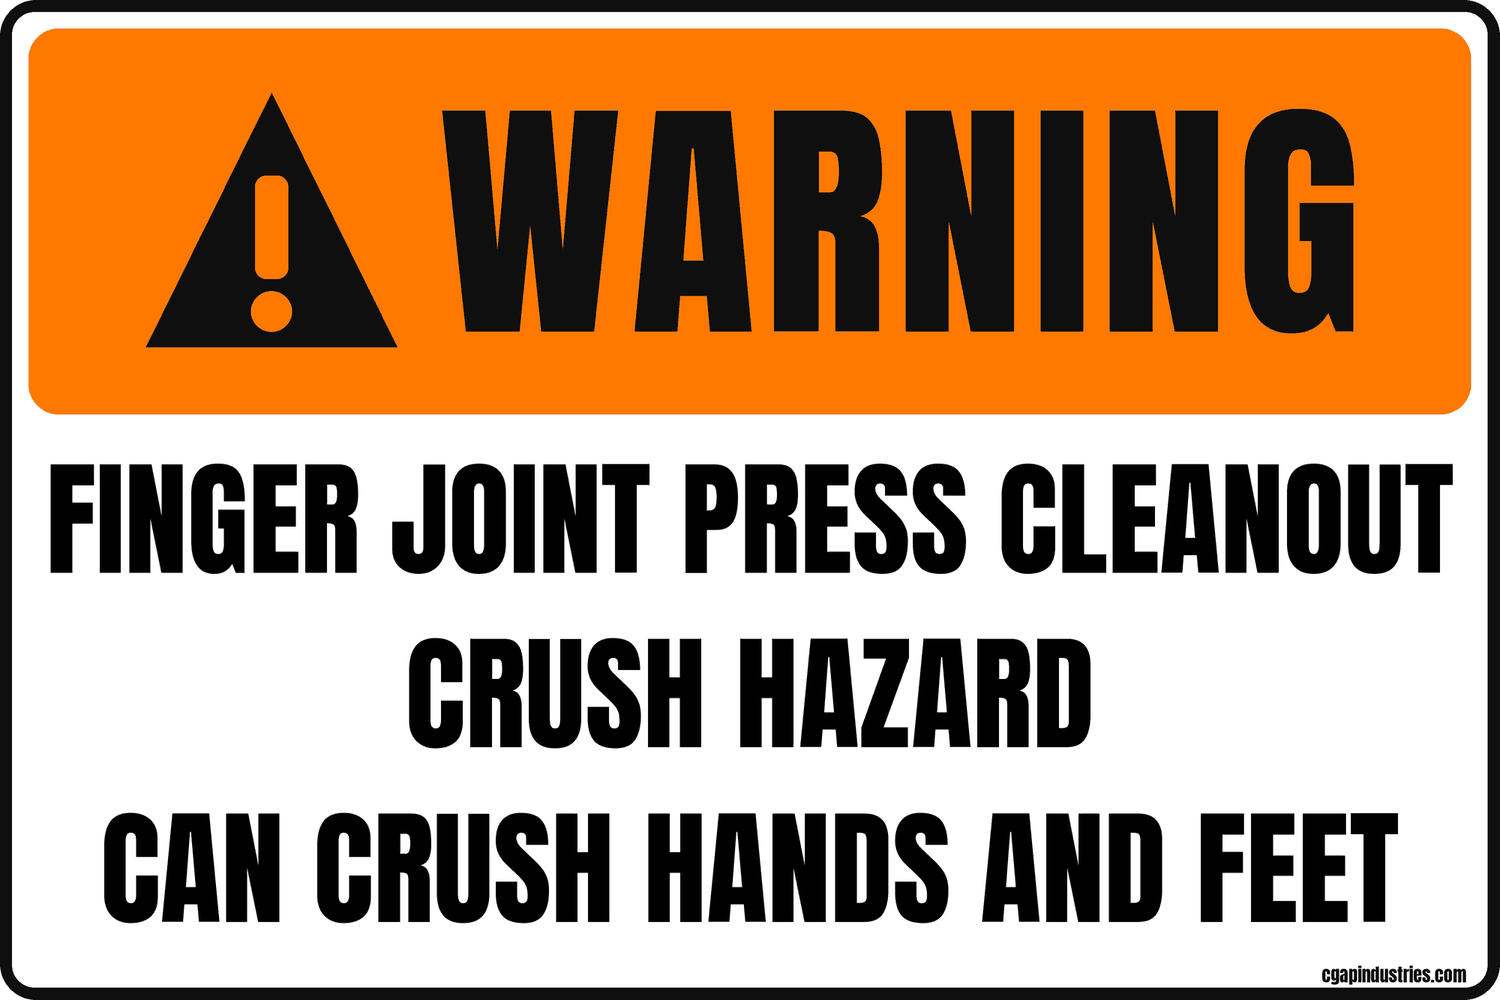 WARNING
FINGER JOINT PRESS CLEANOUT
CRUSH HAZARD
CAN CRUSH HANDS AND FEET
cgapindustries.com